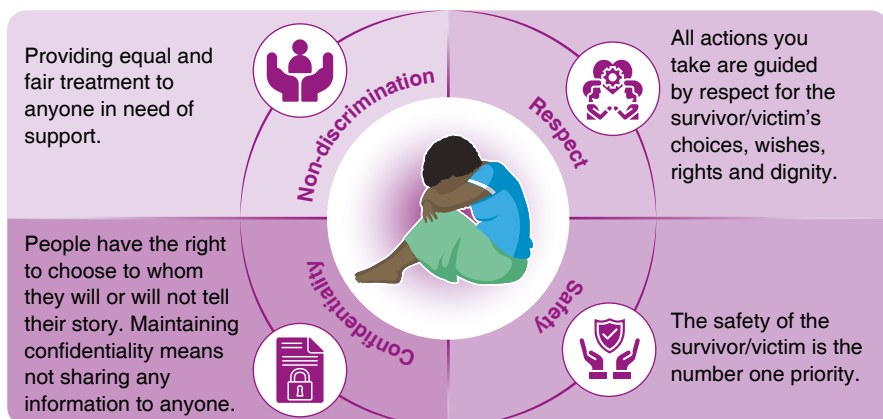 Providing equal and
fair treatment to
anyone in need of
support.
Non-discrimination
Respect
All actions you
take are guided
by respect for the
survivor/victim's
choices, wishes,
rights and dignity.
People have the right
to choose to whom
they will or will not tell
their story. Maintaining
confidentiality means
not sharing any
information to anyone.
Confidentiality
Safety
The safety of the
survivor/victim is the
number one priority.